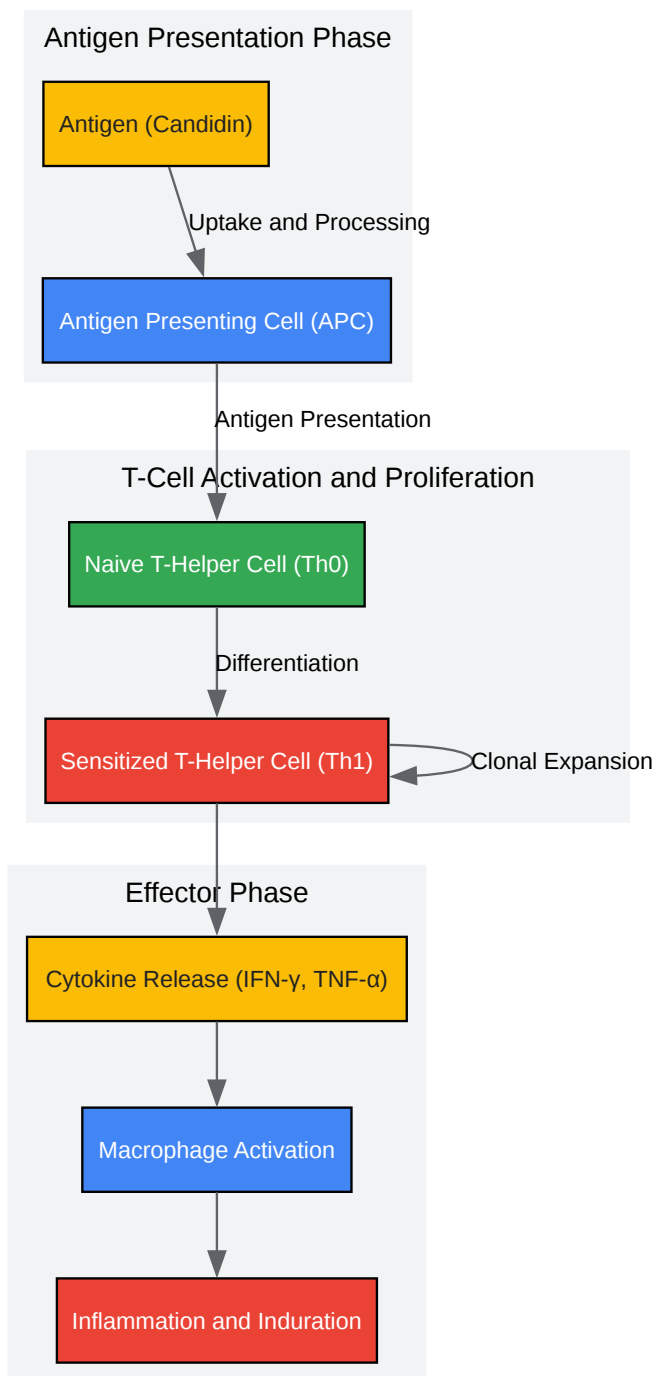 Antigen Presentation Phase
Antigen (Candidin)
Uptake and Processing
Antigen Presenting Cell (APC)
Antigen Presentation
T-Cell Activation and Proliferation
Naive T-Helper Cell (Th0)
Differentiation
Sensitized T-Helper Cell (Th1)
Clonal Expansion
Effector Phase
Cytokine Release (IFN-γ, TNF-α)
Macrophage Activation
Inflammation and Induration